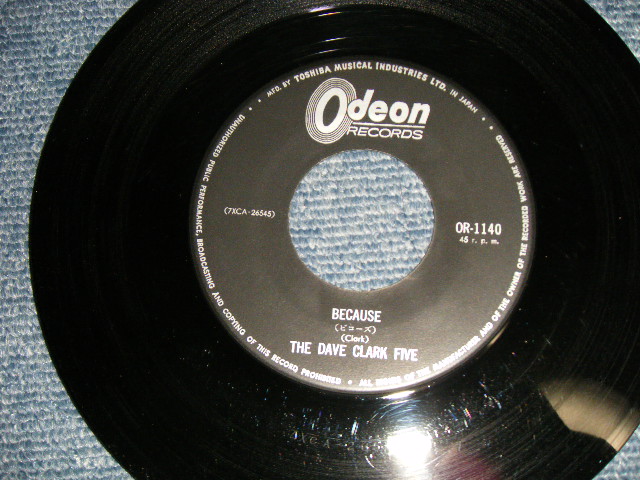 MFD. BY TOSHIBA MUSICAL INDUSTRIES LTD. IN JAPAN
Odeon
RECORDS
(7XCA-26545)
OR-1140
45 r. p. m.
BECAUSE
(ビコーズ)
(Clark)
THE DAVE CLARK FIVE
UNAUTHORIZED PUBLIC PERFORMANCE, BROADCASTING AND COPYING OF THIS RECORD PROHIBITED • ALL RIGHTS OF THE MANUFACTURER AND OF THE OWNER OF THE RECORDED WORK ARE RESERVED